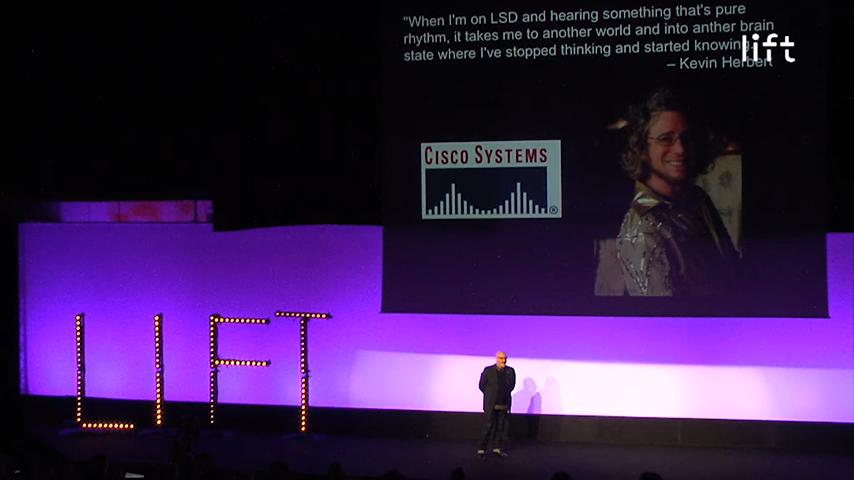 "When I'm on LSD and hearing something that's pure
rhythm, it takes me to another world and into anther brain
state where I've stopped thinking and started knowing."
– Kevin Herbert
lift
CISCO SYSTEMS
®
LIFT